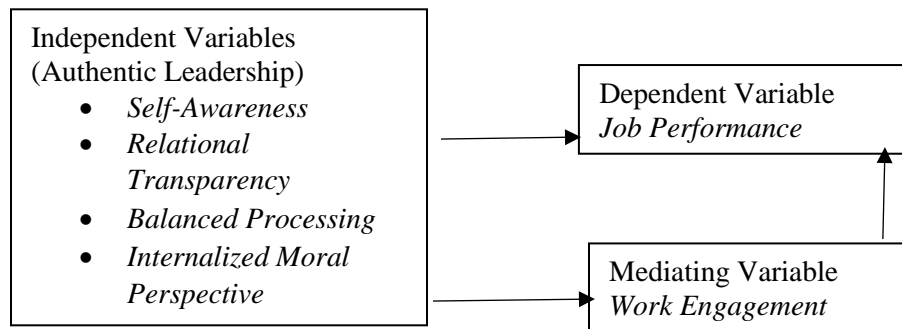 Independent Variables
(Authentic Leadership)
• Self-Awareness
• Relational
Transparency
• Balanced Processing
• Internalized Moral
Perspective
Dependent Variable
Job Performance
Mediating Variable
Work Engagement